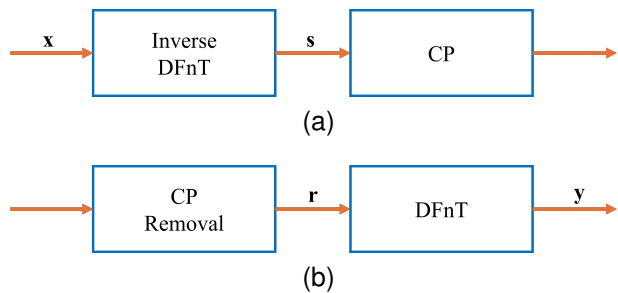 x
Inverse
DFnT
s
CP
(a)
CP
Removal
r
DFnT
y
(b)